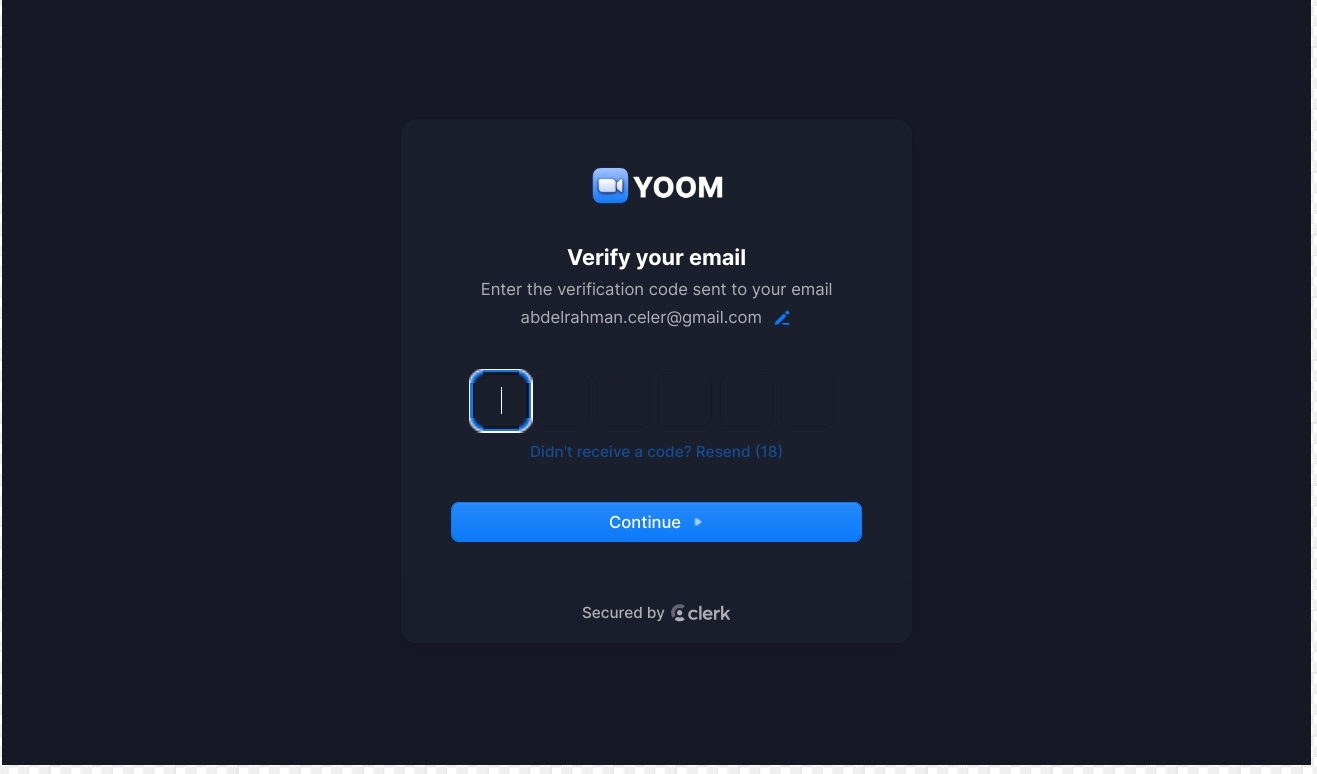 YOOM
Verify your email
Enter the verification code sent to your email
abdelrahman.celer@gmail.com
Didn't receive a code? Resend (18)
Continue
Secured by clerk